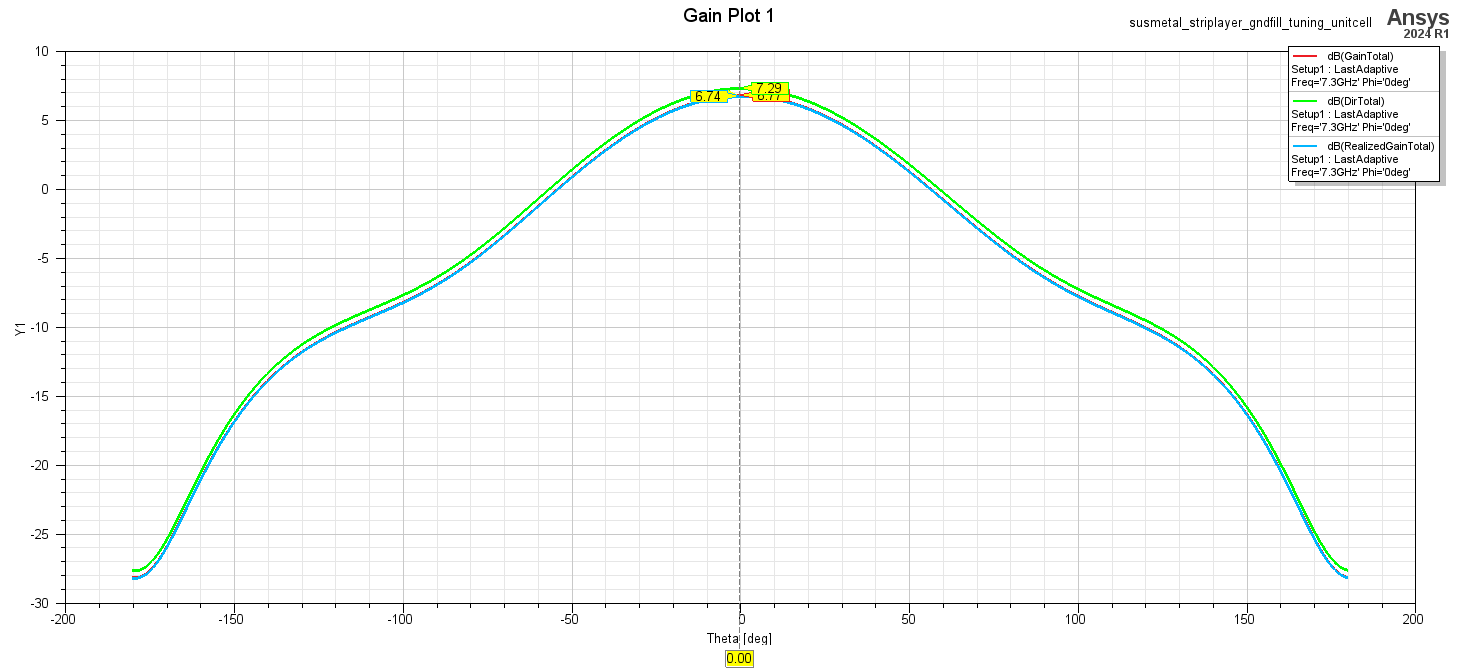 Gain Plot 1
susmetal_striplayer_gndfill_tuning_unitcell
Ansys
2024 R1
dB(GainTotal)
Setup1 : LastAdaptive
Freq='7.3GHz' Phi='0deg'
dB(DirTotal)
Setup1 : LastAdaptive
Freq='7.3GHz' Phi='0deg'
dB(RealizedGainTotal)
Setup1 : LastAdaptive
Freq='7.3GHz' Phi='0deg'
7.29
6.74
6.77
10
5
0
-5
-10
-15
-20
-25
-30
Y1
-200
-150
-100
-50
0
50
100
150
200
Theta [deg]
0.00